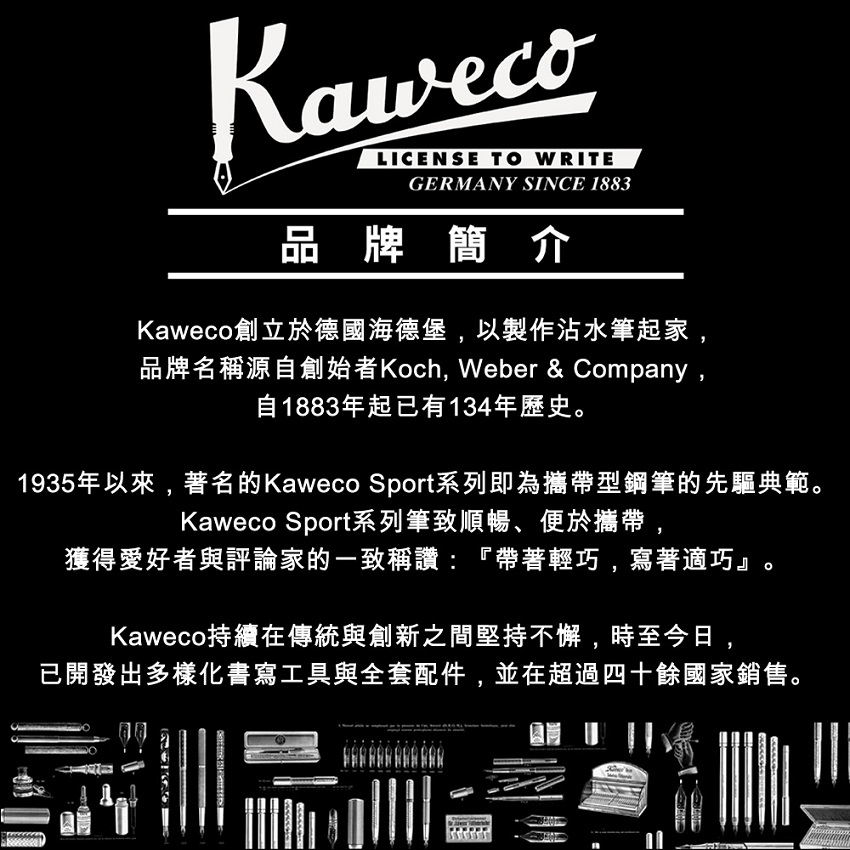 Kaweco
LICENSE TO WRITE
GERMANY SINCE 1883
品牌簡介
Kaweco創立於德國海德堡，以製作沾水筆起家，
品牌名稱源自創始者Koch, Weber & Company，
自1883年起已有134年歷史。
1935年以來，著名的Kaweco Sport系列即為攜帶型鋼筆的先驅典範。
Kaweco Sport系列筆致順暢、便於攜帶，
獲得愛好者與評論家的一致稱讚：『帶著輕巧，寫著適巧』。
Kaweco持續在傳統與創新之間堅持不懈，時至今日，
已開發出多樣化書寫工具與全套配件，並在超過四十餘國家銷售。